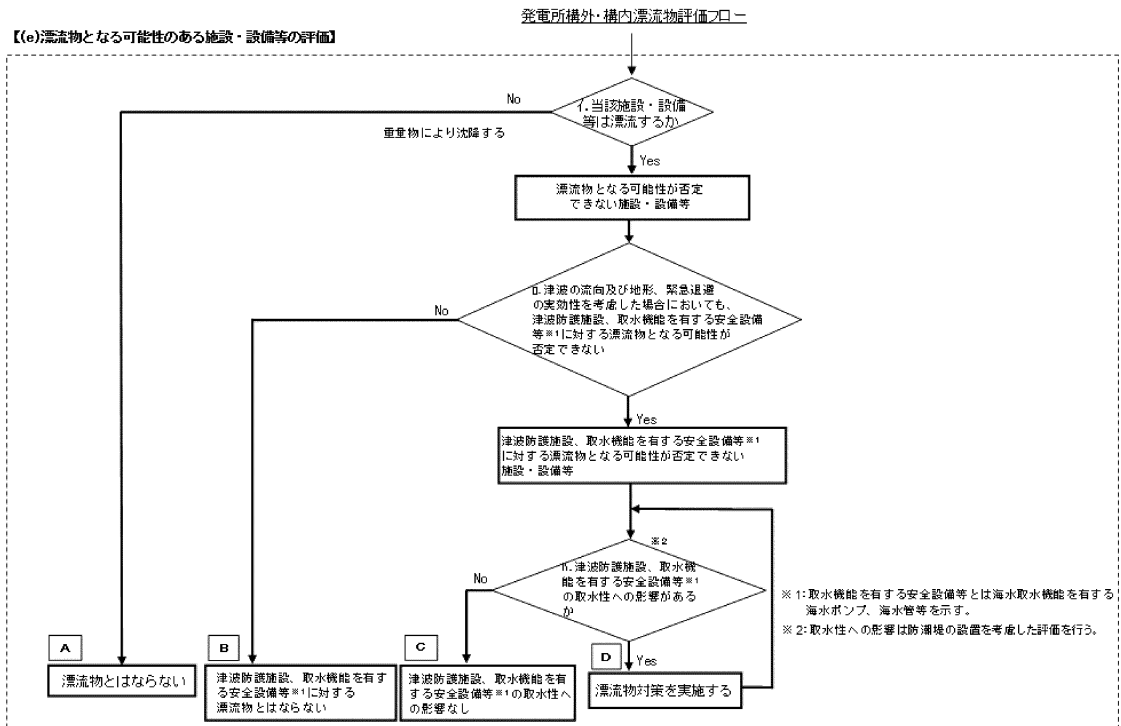 発電所構外・構内漂流物評価フロー
【(e)漂流物となる可能性のある施設・設備等の評価】
No
イ.当該施設・設備
等は漂流するか
重量物により沈降する
Yes
漂流物となる可能性が否定
できない施設・設備等
No
ロ.津波の流向及び地形、緊急退避
の実効性を考慮した場合においても、
津波防護施設、取水機能を有する安全設備
等※1に対する漂流物となる可能性が
否定できない
Yes
津波防護施設、取水機能を有する安全設備等※1
に対する漂流物となる可能性が否定できない
施設・設備等
※2
No
ハ.津波防護施設、取水機
能を有する安全設備等※1
の取水性への影響がある
か
Yes
※1：取水機能を有する安全設備等とは海水取水機能を有する
海水ポンプ、海水管等を示す。
※2：取水性への影響は防潮堤の設置を考慮した評価を行う。
A
漂流物とはならない
B
津波防護施設、取水機能を有す
る安全設備等※1に対する
漂流物とはならない
C
津波防護施設、取水機能を有
する安全設備等※1の取水性へ
の影響なし
D
漂流物対策を実施する